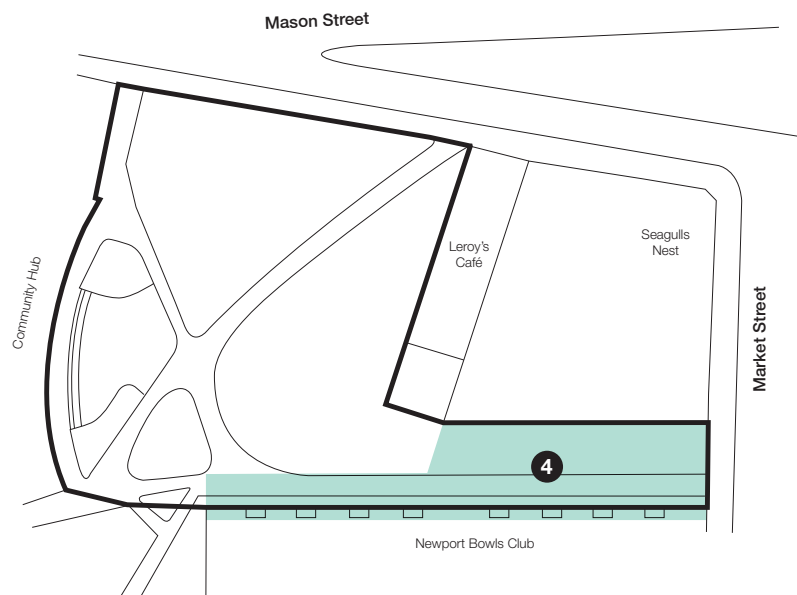 Mason Street
Leroy's
Café
Seagulls
Nest
Community Hub
Market Street
4
Newport Bowls Club